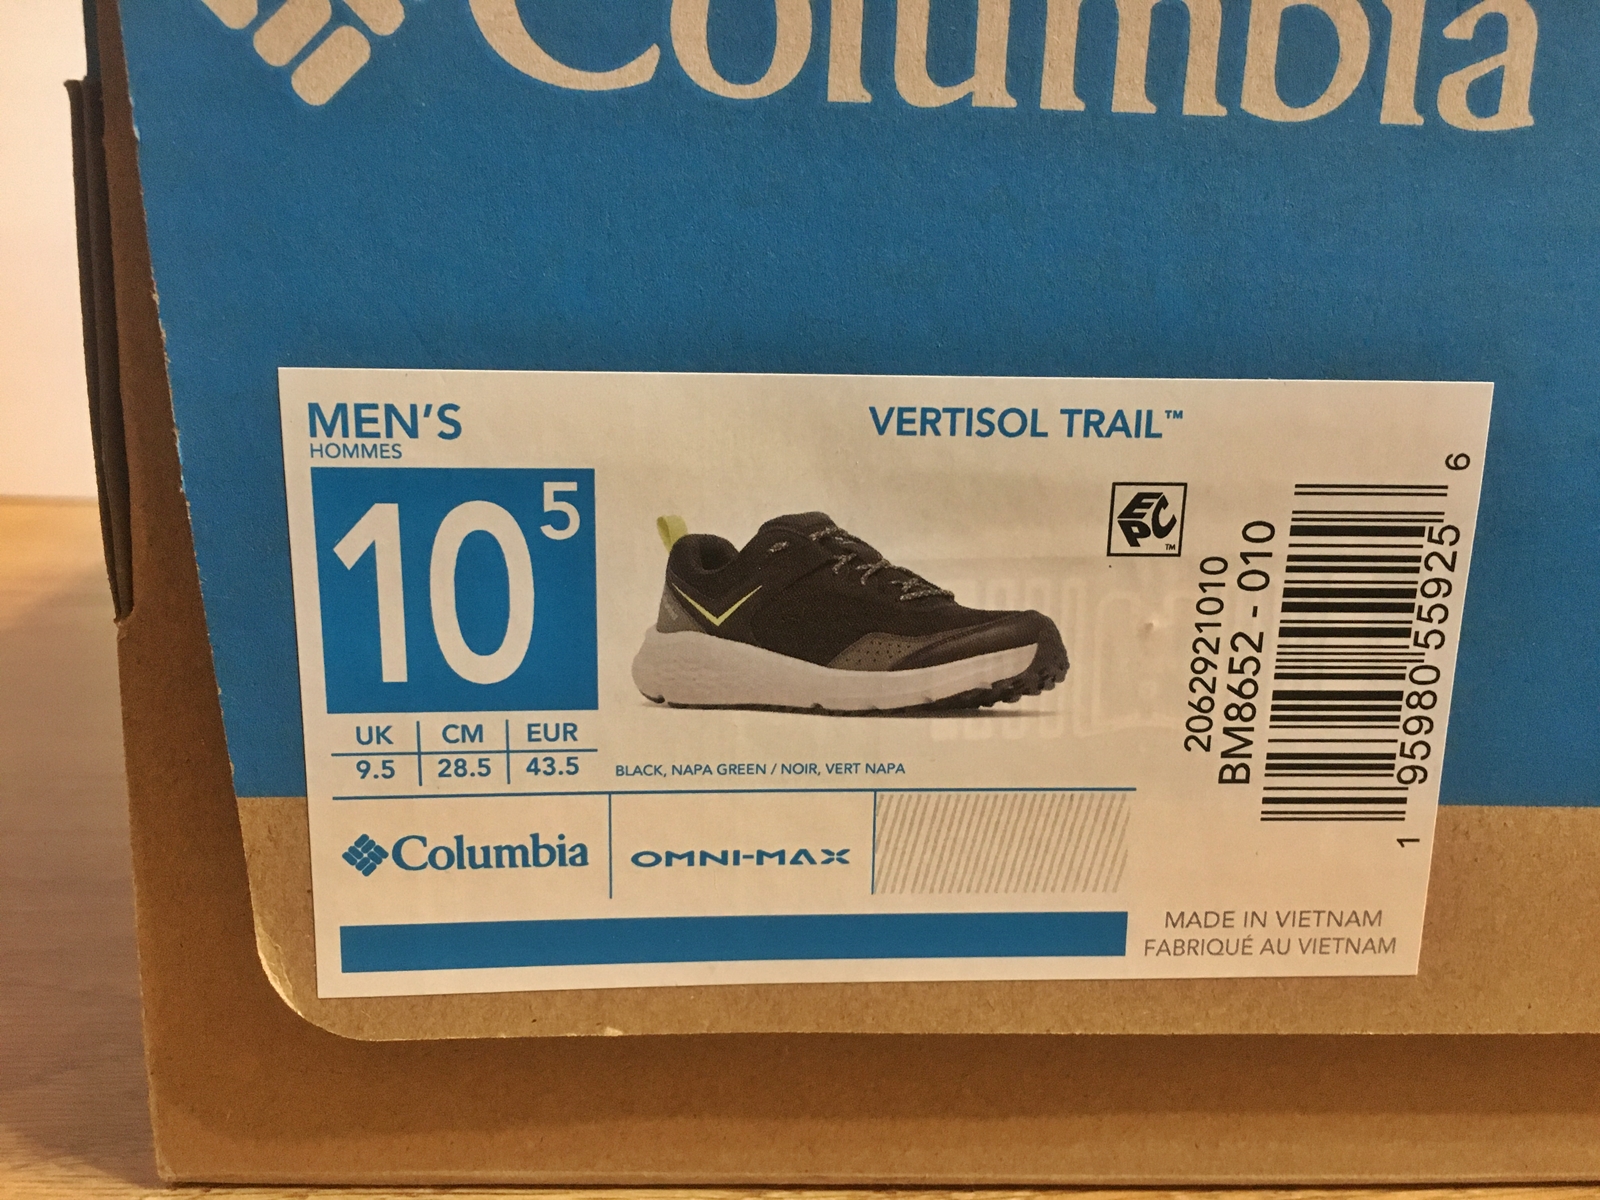 Columbia
MEN'S
HOMMES
10 5
VERTISOL TRAIL™
EPC™
UK CM EUR
9.5 28.5 43.5
BLACK, NAPA GREEN / NOIR, VERT NAPA
Columbia
OMNI-MAX
2062921010
BM8652 - 010
1 95980 55925 6
MADE IN VIETNAM
FABRIQUÉ AU VIETNAM